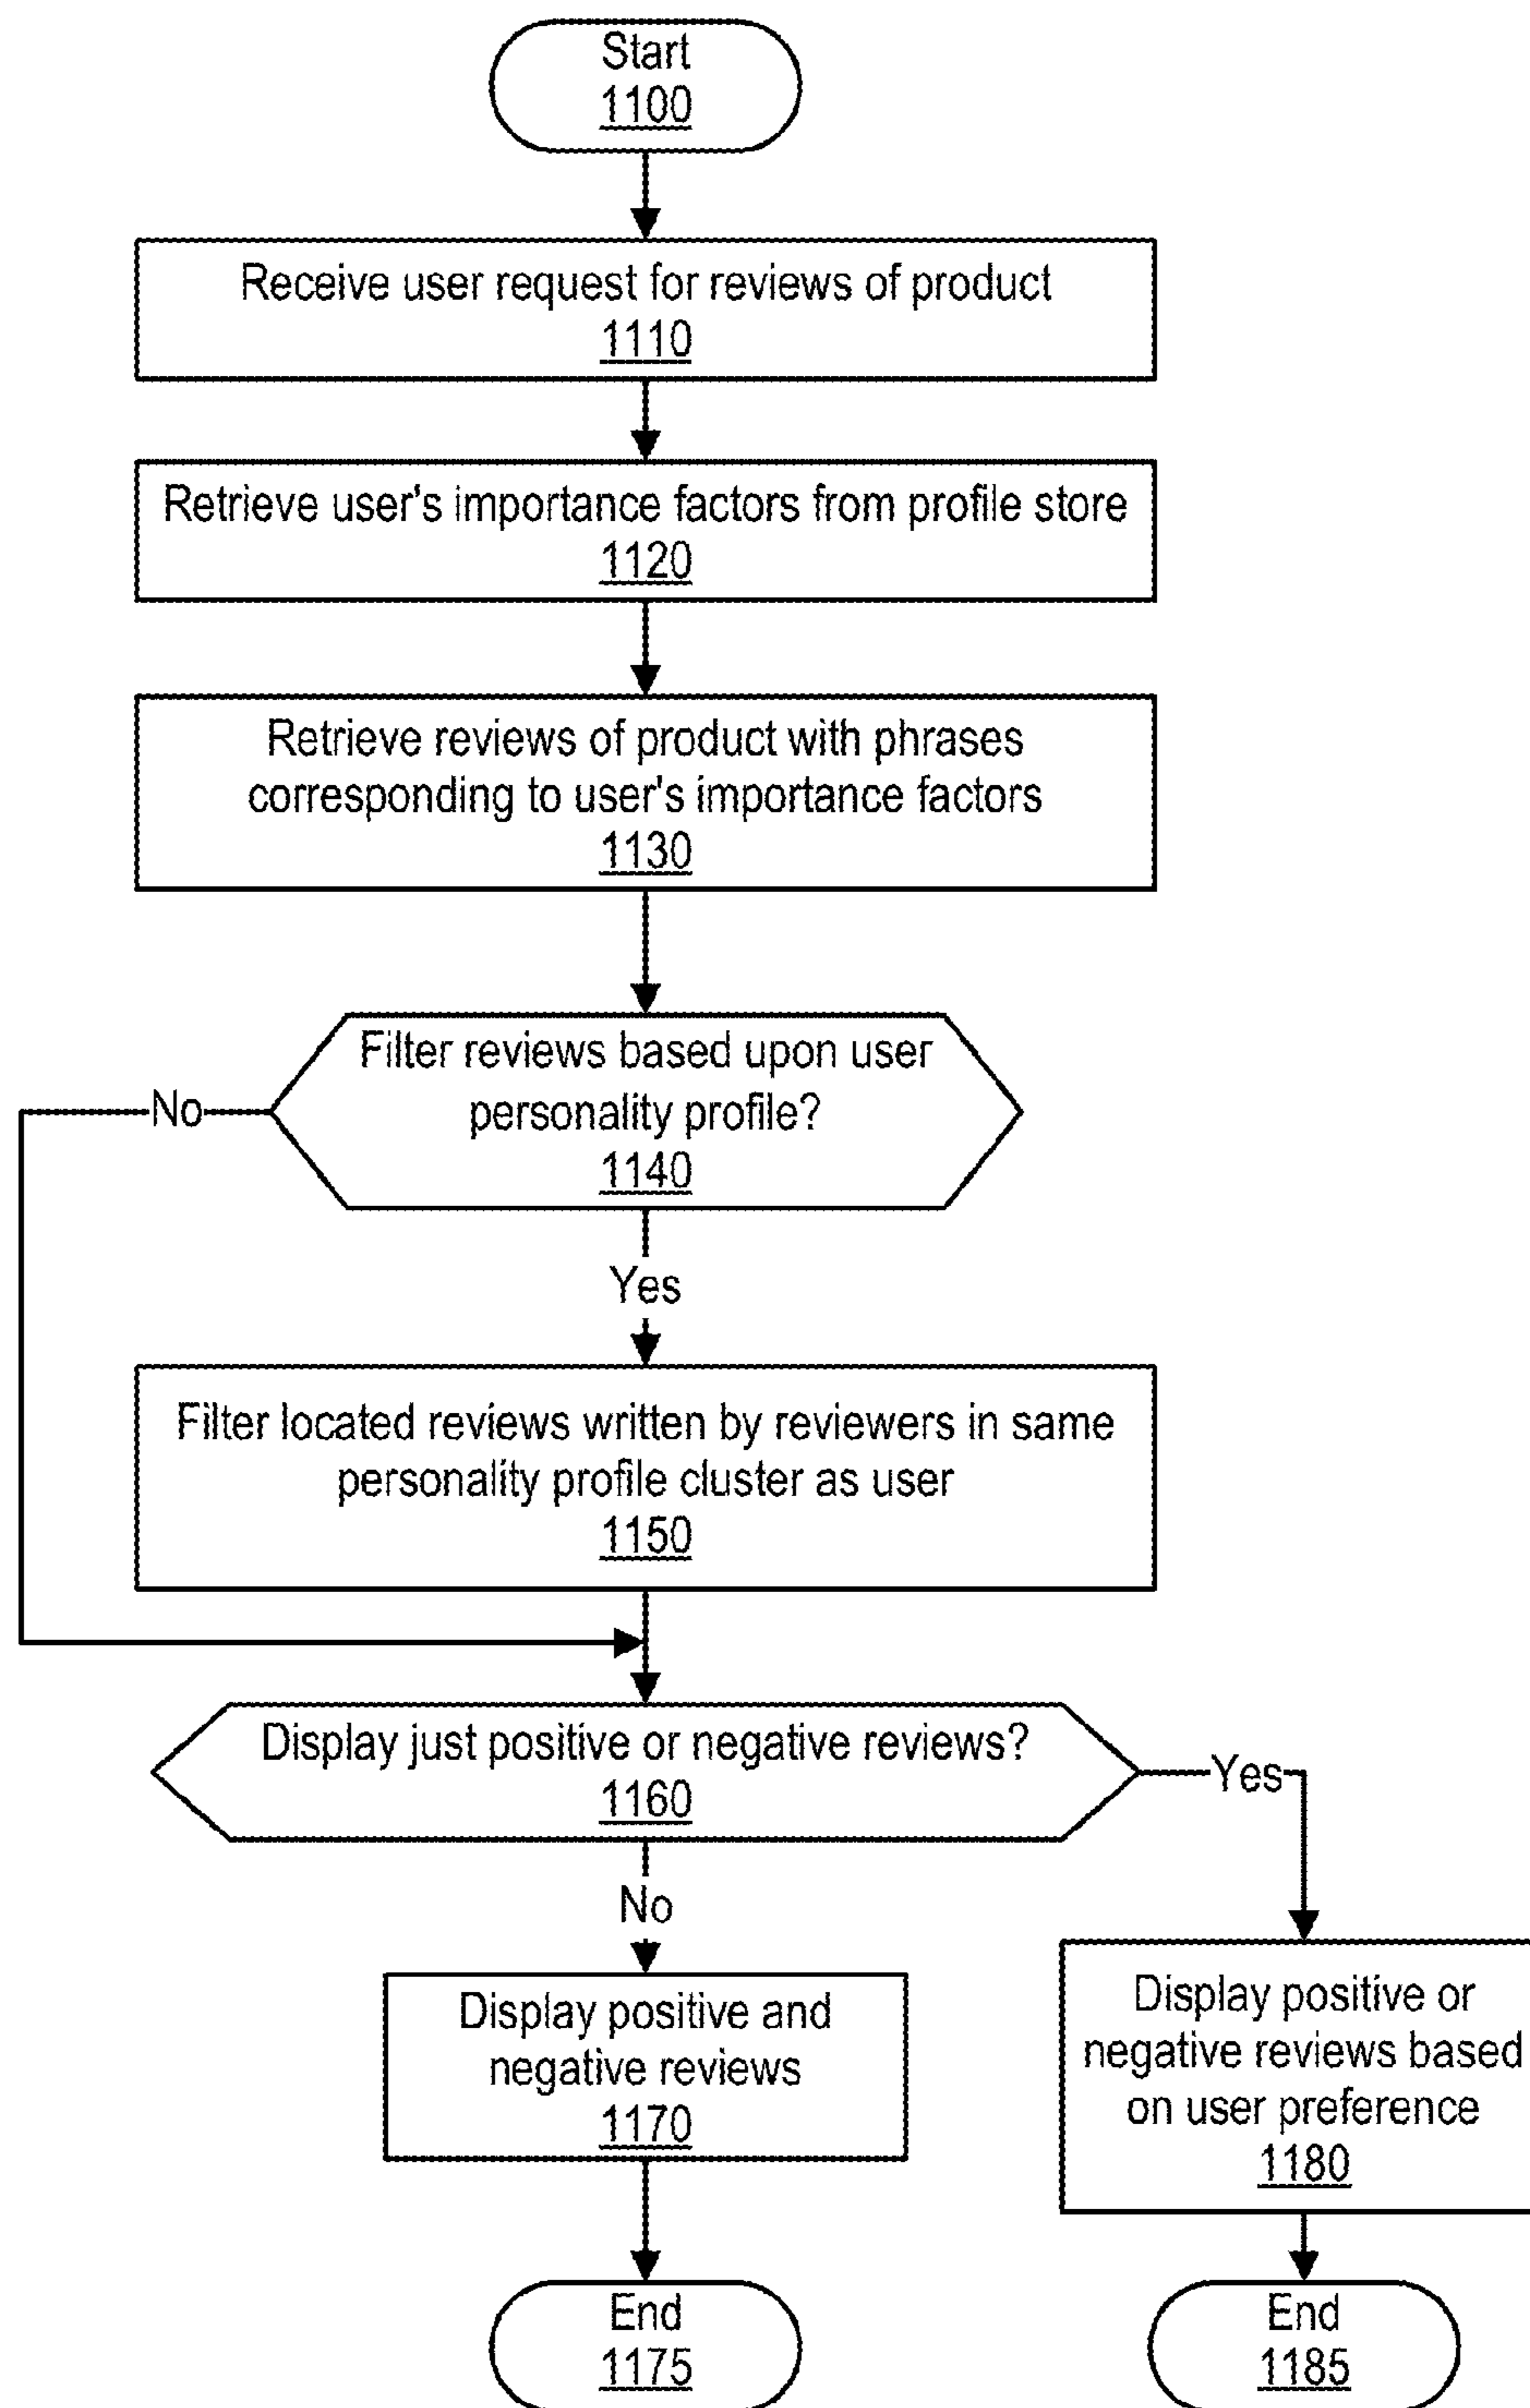 Start
1100
Receive user request for reviews of product
1110
Retrieve user's importance factors from profile store
1120
Retrieve reviews of product with phrases
corresponding to user's importance factors
1130
Filter reviews based upon user
personality profile?
1140
No
Yes
Filter located reviews written by reviewers in same
personality profile cluster as user
1150
Display just positive or negative reviews?
1160
Yes
No
Display positive and
negative reviews
1170
Display positive or
negative reviews based
on user preference
1180
End
1175
End
1185